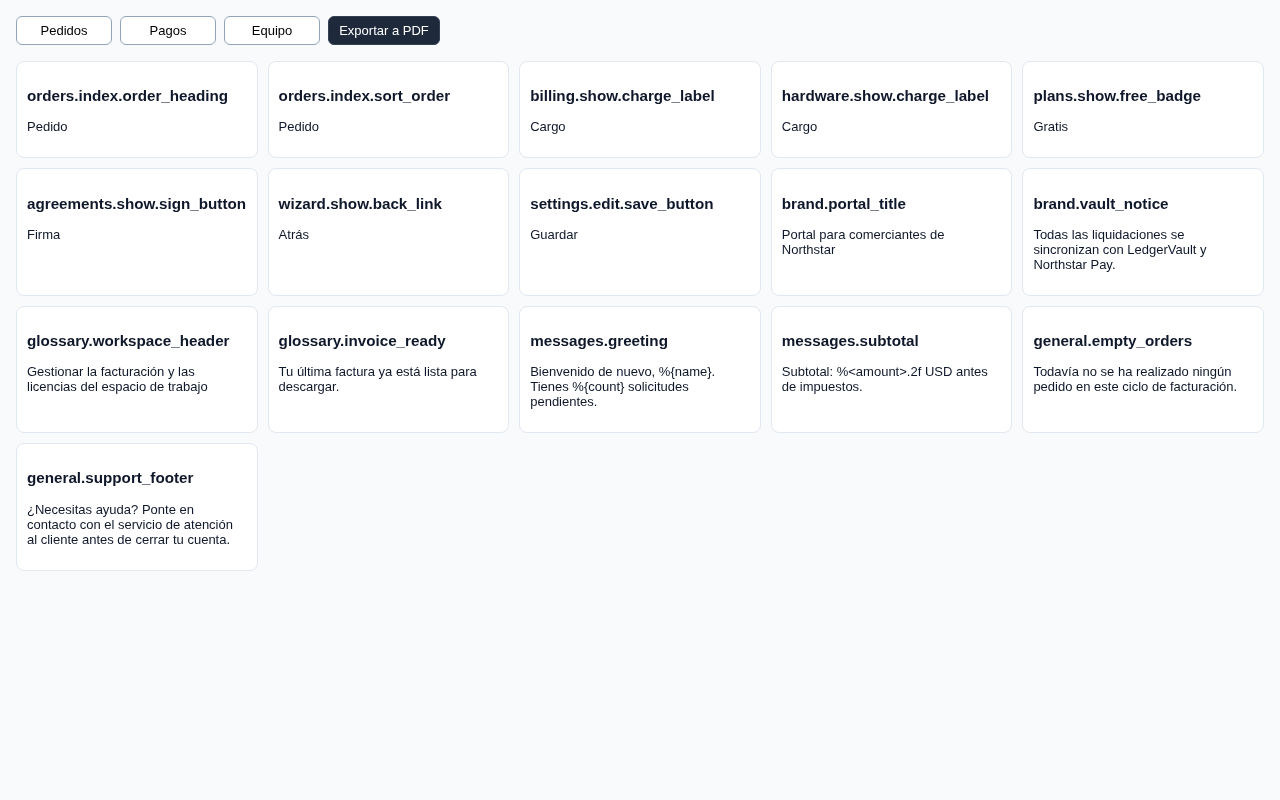 Pedidos
Pagos
Equipo
Exportar a PDF
orders.index.order_heading
Pedido
orders.index.sort_order
Pedido
billing.show.charge_label
Cargo
hardware.show.charge_label
Cargo
plans.show.free_badge
Gratis
agreements.show.sign_button
Firma
wizard.show.back_link
Atrás
settings.edit.save_button
Guardar
brand.portal_title
Portal para comerciantes de
Northstar
brand.vault_notice
Todas las liquidaciones se
sincronizan con LedgerVault y
Northstar Pay.
glossary.workspace_header
Gestionar la facturación y las
licencias del espacio de trabajo
glossary.invoice_ready
Tu última factura ya está lista para
descargar.
messages.greeting
Bienvenido de nuevo, %{name}.
Tienes %{count} solicitudes
pendientes.
messages.subtotal
Subtotal: %<amount>.2f USD antes
de impuestos.
general.empty_orders
Todavía no se ha realizado ningún
pedido en este ciclo de facturación.
general.support_footer
¿Necesitas ayuda? Ponte en
contacto con el servicio de atención
al cliente antes de cerrar tu cuenta.